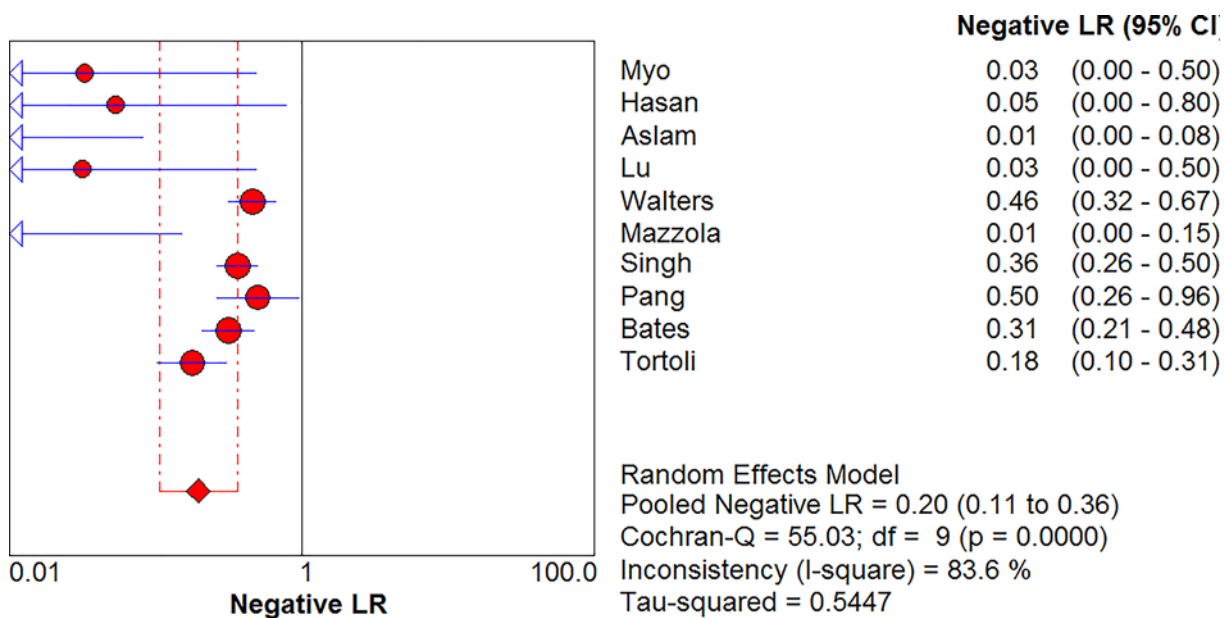 Negative LR (95% CI)
Myo 0.03 (0.00 - 0.50)
Hasan 0.05 (0.00 - 0.80)
Aslam 0.01 (0.00 - 0.08)
Lu 0.03 (0.00 - 0.50)
Walters 0.46 (0.32 - 0.67)
Mazzola 0.01 (0.00 - 0.15)
Singh 0.36 (0.26 - 0.50)
Pang 0.50 (0.26 - 0.96)
Bates 0.31 (0.21 - 0.48)
Tortoli 0.18 (0.10 - 0.31)
Random Effects Model
Pooled Negative LR = 0.20 (0.11 to 0.36)
Cochran-Q = 55.03; df = 9 (p = 0.0000)
Inconsistency (I-square) = 83.6 %
Tau-squared = 0.5447
0.01 1 100.0
Negative LR